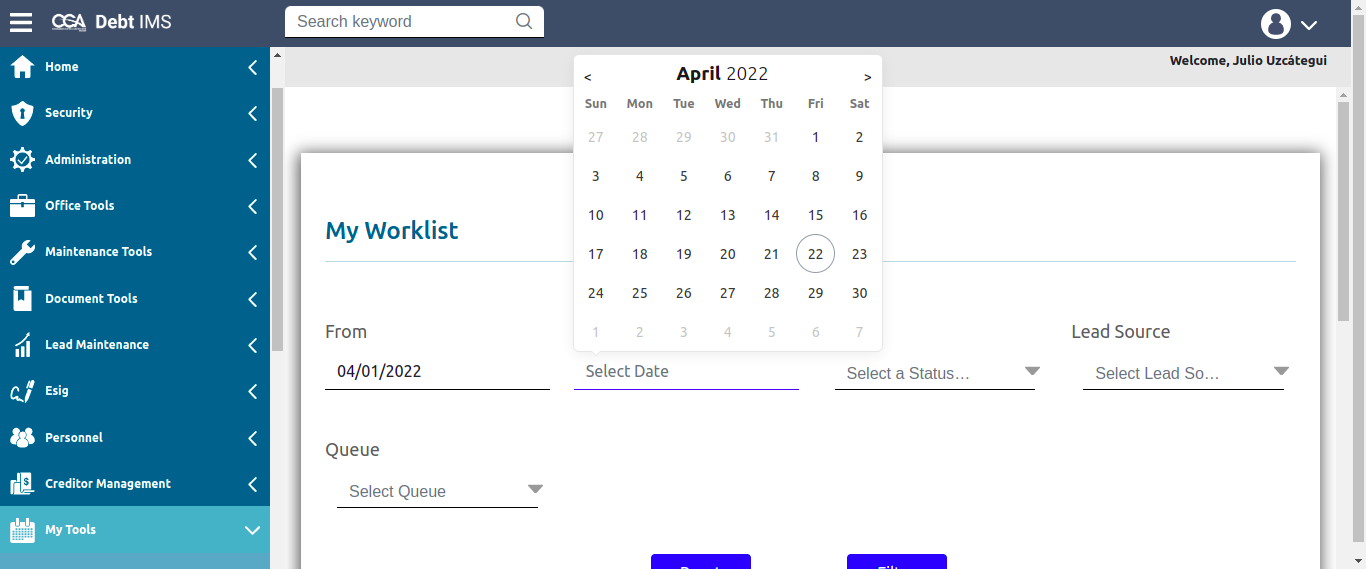 CGA Debt IMS
Search keyword
Welcome, Julio Uzcátegui
Home
Security
Administration
Office Tools
Maintenance Tools
Document Tools
Lead Maintenance
Esig
Personnel
Creditor Management
My Tools
< April 2022 >
Sun Mon Tue Wed Thu Fri Sat
27 28 29 30 31 1 2
3 4 5 6 7 8 9
10 11 12 13 14 15 16
17 18 19 20 21 22 23
24 25 26 27 28 29 30
1 2 3 4 5 6 7
My Worklist
From
Lead Source
04/01/2022
Select Date
Select a Status...
Select Lead So...
Queue
Select Queue